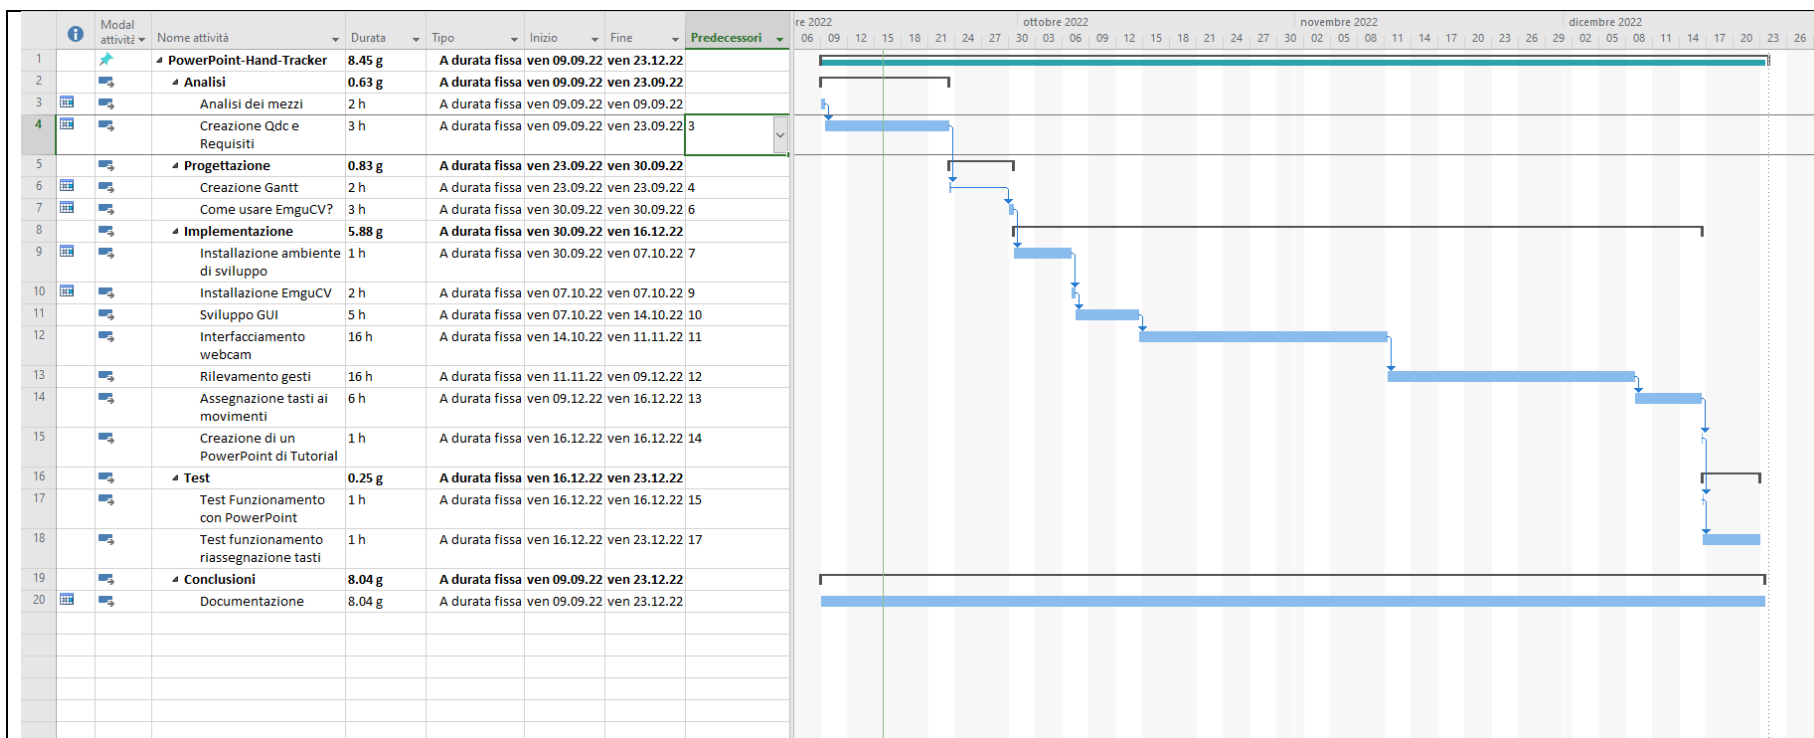 re 2022 ottobre 2022 novembre 2022 dicembre 2022
Modal attività Nome attività Durata Tipo Inizio Fine Predecessori
06 09 12 15 18 21 24 27 30 03 06 09 12 15 18 21 24 27 30 02 05 08 11 14 17 20 23 26 29 02 05 08 11 14 17 20 23 26
1 PowerPoint-Hand-Tracker 8.45 g A durata fissa ven 09.09.22 ven 23.12.22
2 Analisi 0.63 g A durata fissa ven 09.09.22 ven 23.09.22
3 Analisi dei mezzi 2 h A durata fissa ven 09.09.22 ven 09.09.22
4 Creazione Qdc e 3 h A durata fissa ven 09.09.22 ven 23.09.22 3
Requisiti
5 Progettazione 0.83 g A durata fissa ven 23.09.22 ven 30.09.22
6 Creazione Gantt 2 h A durata fissa ven 23.09.22 ven 23.09.22 4
7 Come usare EmguCV? 3 h A durata fissa ven 30.09.22 ven 30.09.22 6
8 Implementazione 5.88 g A durata fissa ven 30.09.22 ven 16.12.22
9 Installazione ambiente 1 h A durata fissa ven 30.09.22 ven 07.10.22 7
di sviluppo
10 Installazione EmguCV 2 h A durata fissa ven 07.10.22 ven 07.10.22 9
11 Sviluppo GUI 5 h A durata fissa ven 07.10.22 ven 14.10.22 10
12 Interfacciamento 16 h A durata fissa ven 14.10.22 ven 11.11.22 11
webcam
13 Rilevamento gesti 16 h A durata fissa ven 11.11.22 ven 09.12.22 12
14 Assegnazione tasti ai 6 h A durata fissa ven 09.12.22 ven 16.12.22 13
movimenti
15 Creazione di un 1 h A durata fissa ven 16.12.22 ven 16.12.22 14
PowerPoint di Tutorial
16 Test 0.25 g A durata fissa ven 16.12.22 ven 23.12.22
17 Test Funzionamento 1 h A durata fissa ven 16.12.22 ven 16.12.22 15
con PowerPoint
18 Test funzionamento 1 h A durata fissa ven 16.12.22 ven 23.12.22 17
riassegnazione tasti
19 Conclusioni 8.04 g A durata fissa ven 09.09.22 ven 23.12.22
20 Documentazione 8.04 g A durata fissa ven 09.09.22 ven 23.12.22